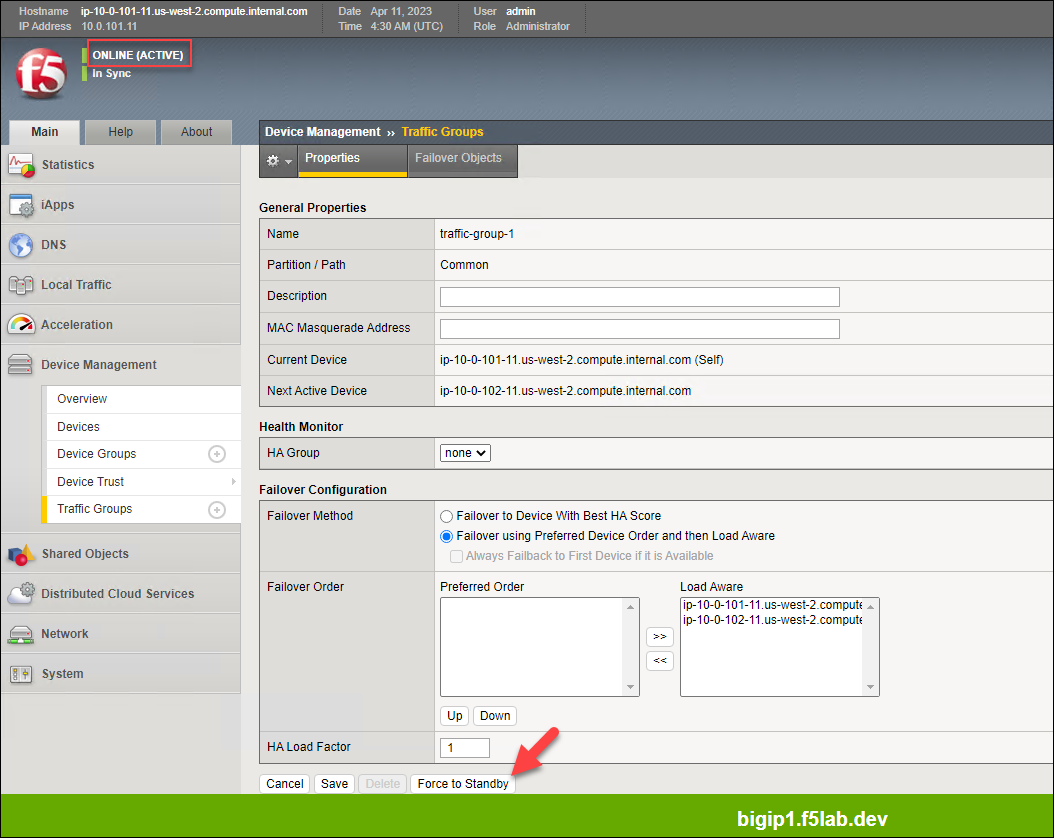 Hostname ip-10-0-101-11.us-west-2.compute.internal.com Date Apr 11, 2023 User admin
IP Address 10.0.101.11 Time 4:30 AM (UTC) Role Administrator
f5
ONLINE (ACTIVE)
In Sync
Main Help About
Device Management ›› Traffic Groups
Properties Failover Objects
Statistics
iApps
DNS
Local Traffic
Acceleration
Device Management
Overview
Devices
Device Groups
Device Trust
Traffic Groups
Shared Objects
Distributed Cloud Services
Network
System
General Properties
Name traffic-group-1
Partition / Path Common
Description
MAC Masquerade Address
Current Device ip-10-0-101-11.us-west-2.compute.internal.com (Self)
Next Active Device ip-10-0-102-11.us-west-2.compute.internal.com
Health Monitor
HA Group none
Failover Configuration
Failover Method Failover to Device With Best HA Score
Failover using Preferred Device Order and then Load Aware
Always Failback to First Device if it is Available
Failover Order Preferred Order Load Aware
ip-10-0-101-11.us-west-2.compute
ip-10-0-102-11.us-west-2.compute
>>
<<
Up Down
HA Load Factor 1
Cancel Save Delete Force to Standby
bigip1.f5lab.dev